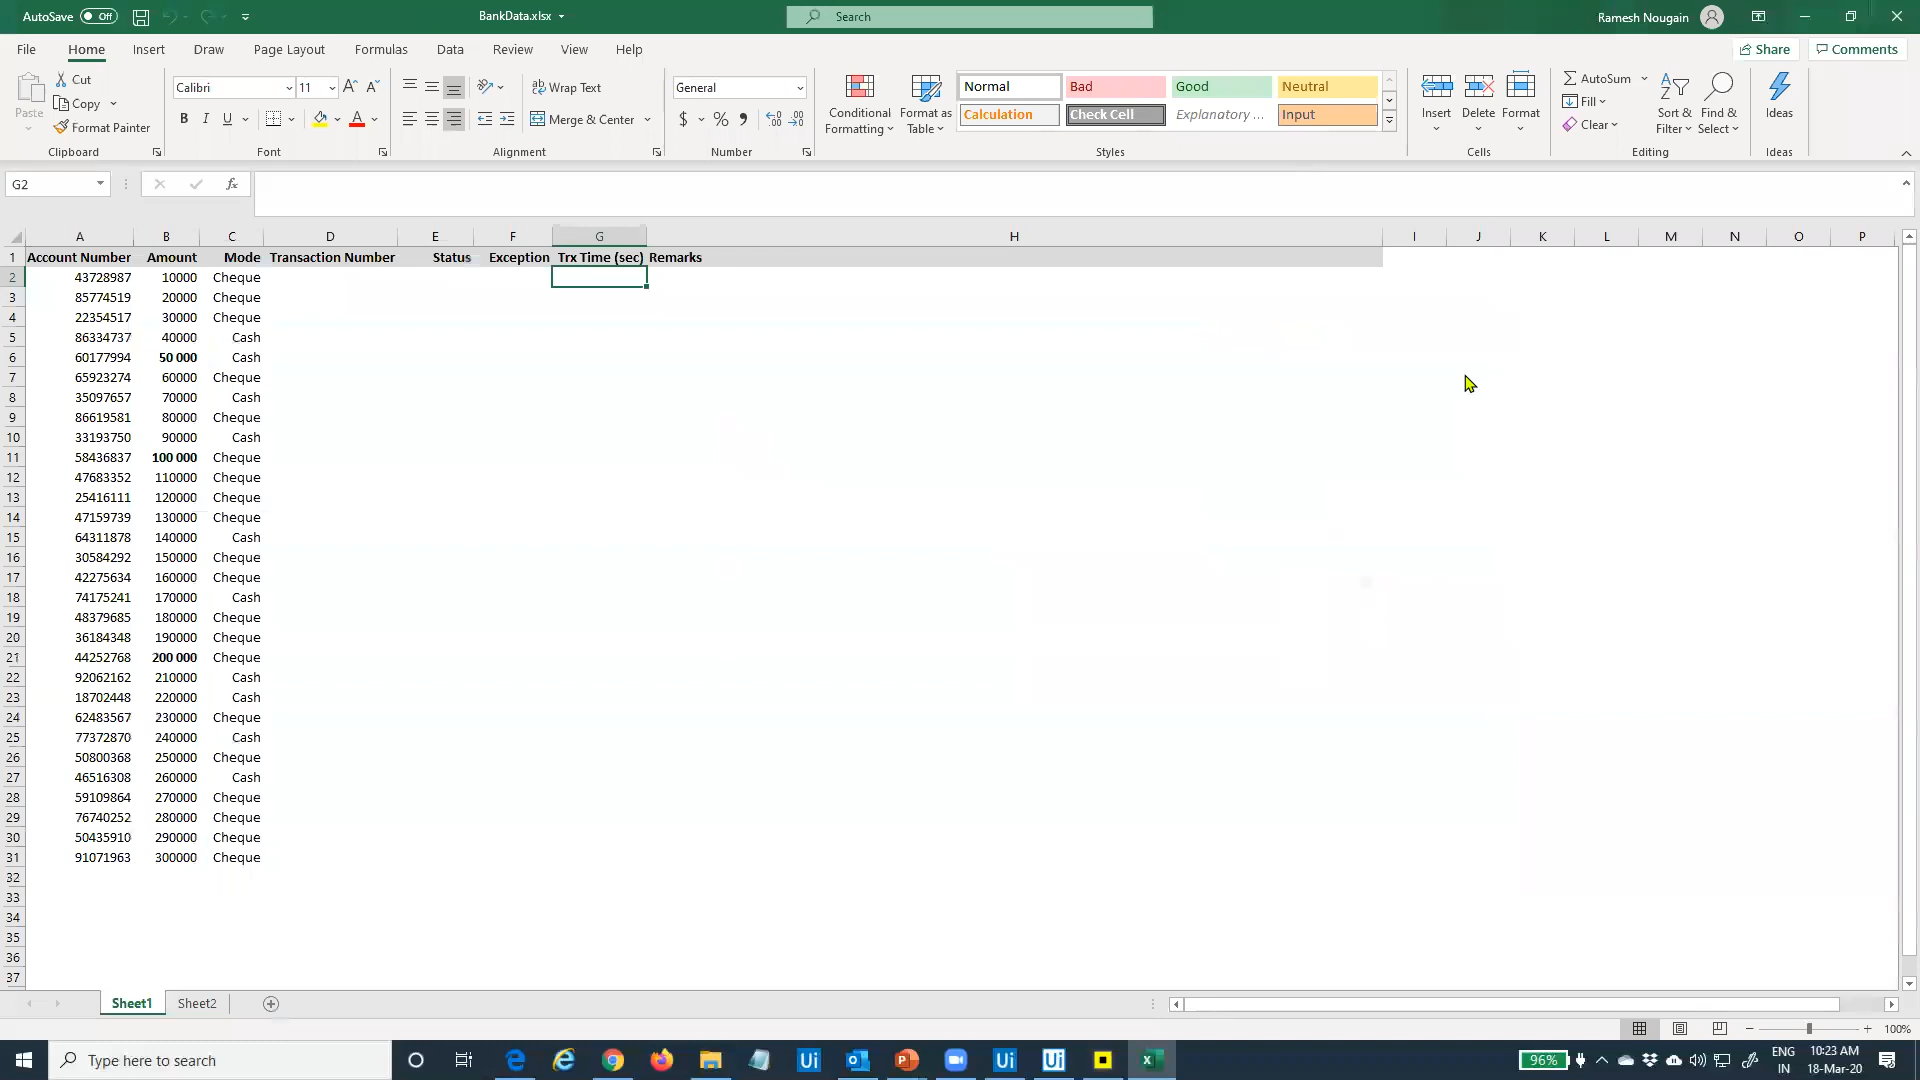 AutoSave Off BankData.xlsx Search Ramesh Nougain
File Home Insert Draw Page Layout Formulas Data Review View Help Share Comments
Paste Cut Copy Format Painter Clipboard
Calibri 11 A A B I U A Font
Wrap Text Merge & Center Alignment
General $ % Number
Conditional Formatting Format as Table Normal Bad Good Neutral Calculation Check Cell Explanatory ... Input Styles
Insert Delete Format Cells
AutoSum Fill Clear Sort & Filter Find & Select Editing
Ideas Ideas
G2 fx
A B C D E F G H I J K L M N O P
1 Account Number Amount Mode Transaction Number Status Exception Trx Time (sec) Remarks
2 43728987 10000 Cheque
3 85774519 20000 Cheque
4 22354517 30000 Cheque
5 86334737 40000 Cash
6 60177994 50 000 Cash
7 65923274 60000 Cheque
8 35097657 70000 Cash
9 86619581 80000 Cheque
10 33193750 90000 Cash
11 58436837 100 000 Cheque
12 47683352 110000 Cheque
13 25416111 120000 Cheque
14 47159739 130000 Cheque
15 64311878 140000 Cash
16 30584292 150000 Cheque
17 42275634 160000 Cheque
18 74175241 170000 Cash
19 48379685 180000 Cheque
20 36184348 190000 Cheque
21 44252768 200 000 Cheque
22 92062162 210000 Cash
23 18702448 220000 Cash
24 62483567 230000 Cheque
25 77372870 240000 Cash
26 50800368 250000 Cheque
27 46516308 260000 Cash
28 59109864 270000 Cheque
29 76740252 280000 Cheque
30 50435910 290000 Cheque
31 91071963 300000 Cheque
32
33
34
35
36
37
Sheet1 Sheet2
100%
Type here to search Ui Ui Ui 96% ENG IN 10:23 AM 18-Mar-20